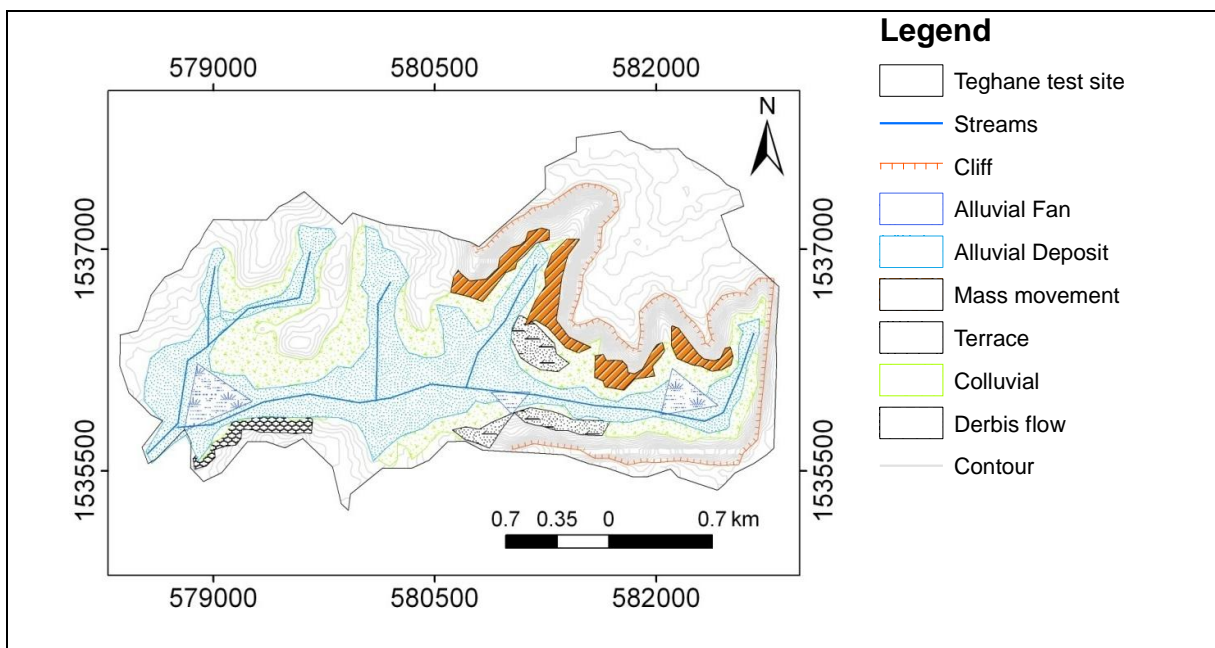 Legend
579000 580500 582000
N
Teghane test site
Streams
Cliff
Alluvial Fan
Alluvial Deposit
Mass movement
Terrace
Colluvial
Derbis flow
Contour
1537000
1537000
1535500
1535500
0.7 0.35 0 0.7 km
579000 580500 582000